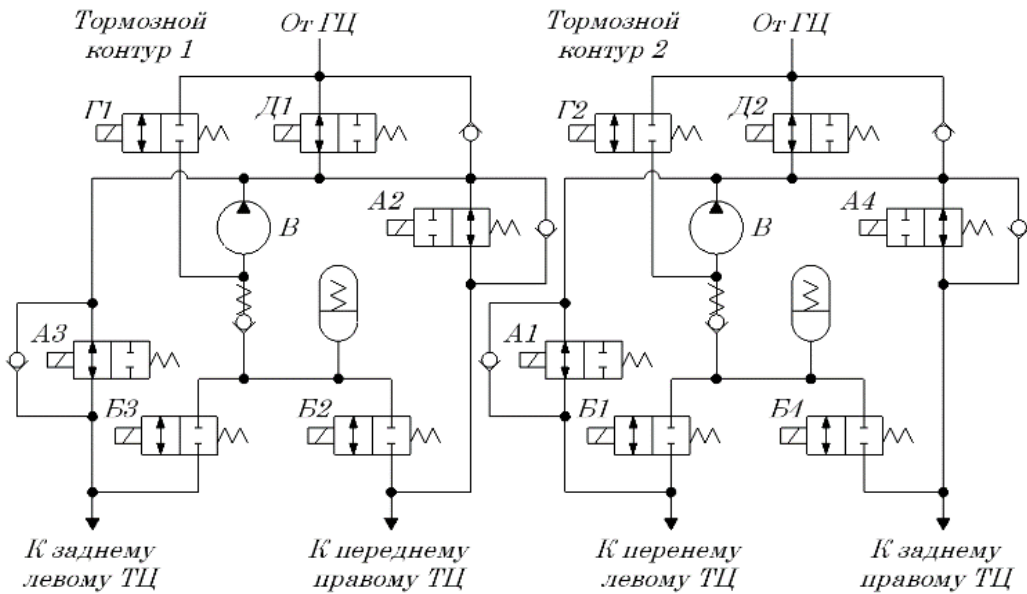 Тормозной
контур 1
От ГЦ
Тормозной
контур 2
От ГЦ
Г1
Д1
Г2
Д2
А2
А4
В
В
А3
А1
Б3
Б2
Б1
Б4
К заднему
левому ТЦ
К переднему
правому ТЦ
К перенему
левому ТЦ
К заднему
правому ТЦ